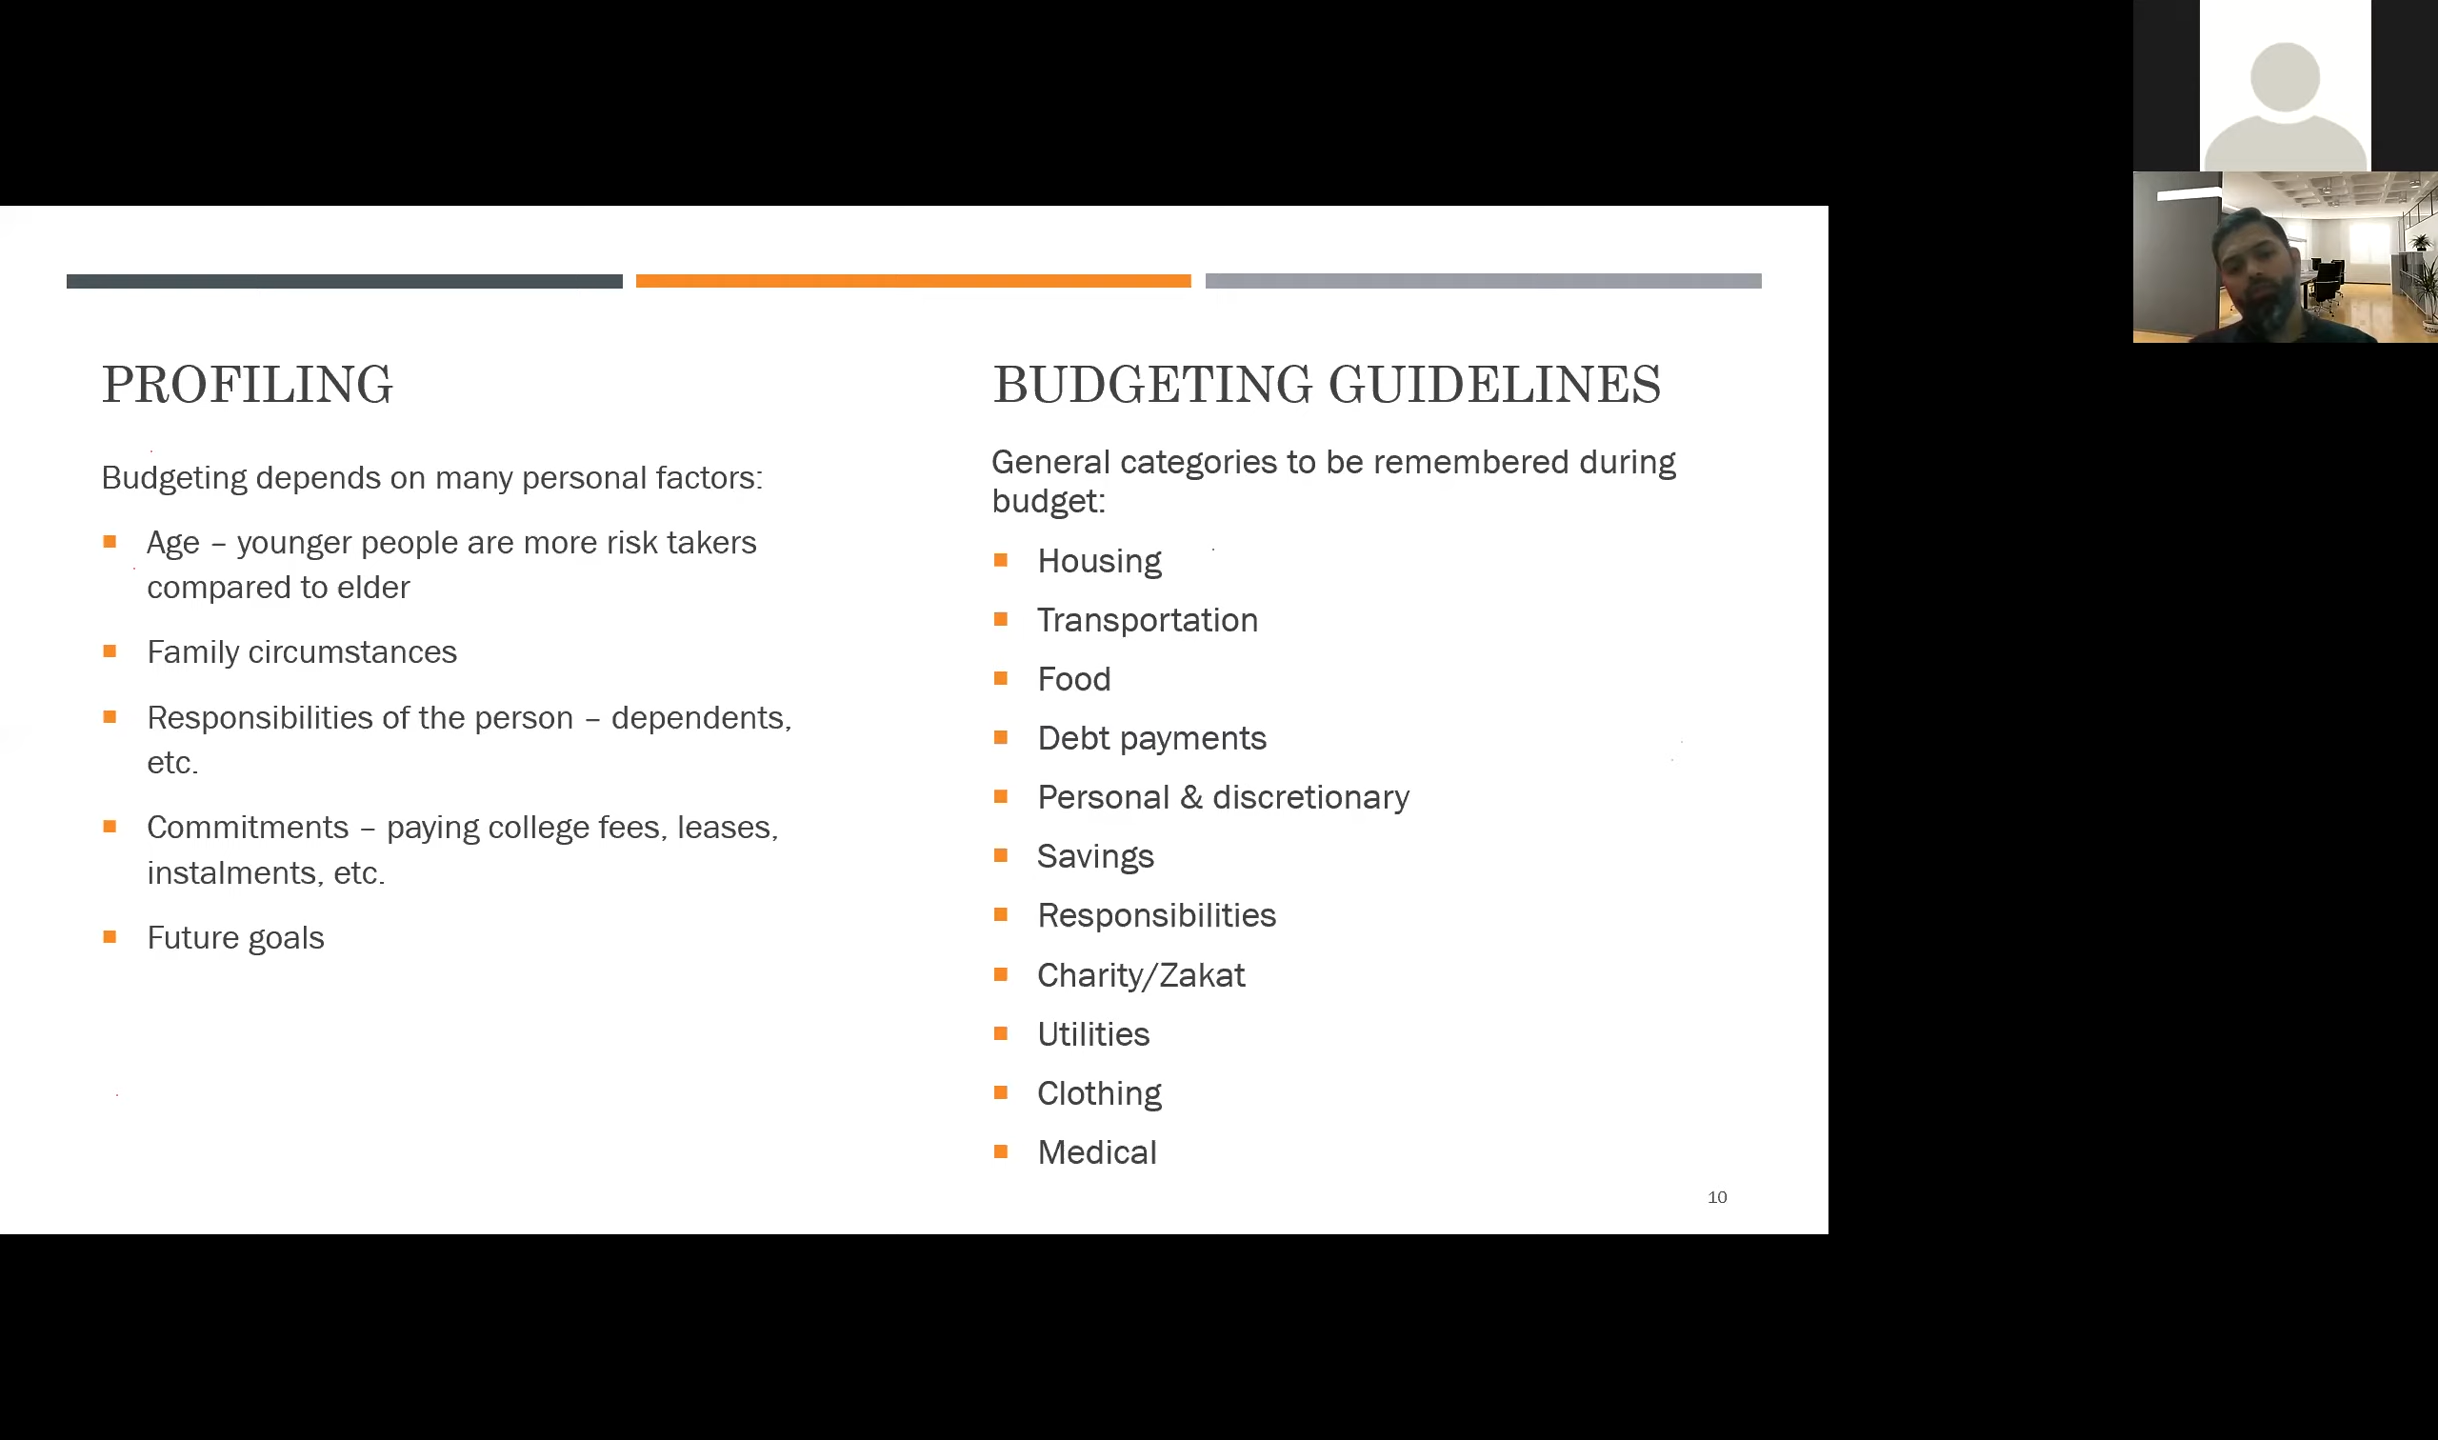 PROFILING
Budgeting depends on many personal factors:
Age – younger people are more risk takers
compared to elder
Family circumstances
Responsibilities of the person – dependents,
etc.
Commitments – paying college fees, leases,
instalments, etc.
Future goals
BUDGETING GUIDELINES
General categories to be remembered during
budget:
Housing
Transportation
Food
Debt payments
Personal & discretionary
Savings
Responsibilities
Charity/Zakat
Utilities
Clothing
Medical
10